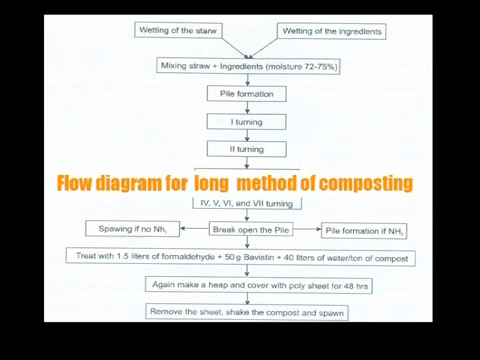 Wetting of the starw
Wetting of the ingredients
Mixing straw + Ingredients (moisture 72-75%)
Pile formation
I turning
II turning
Flow diagram for long method of composting
IV, V, VI, and VII turning
Spawing if no NH₃
Break open the Pile
Pile formation if NH₃
Treat with 1.5 liters of formaldehyde + 50 g Bavistin + 40 liters of water/ton of compost
Again make a heap and cover with poly sheet for 48 hrs
Remove the sheet, shake the compost and spawn